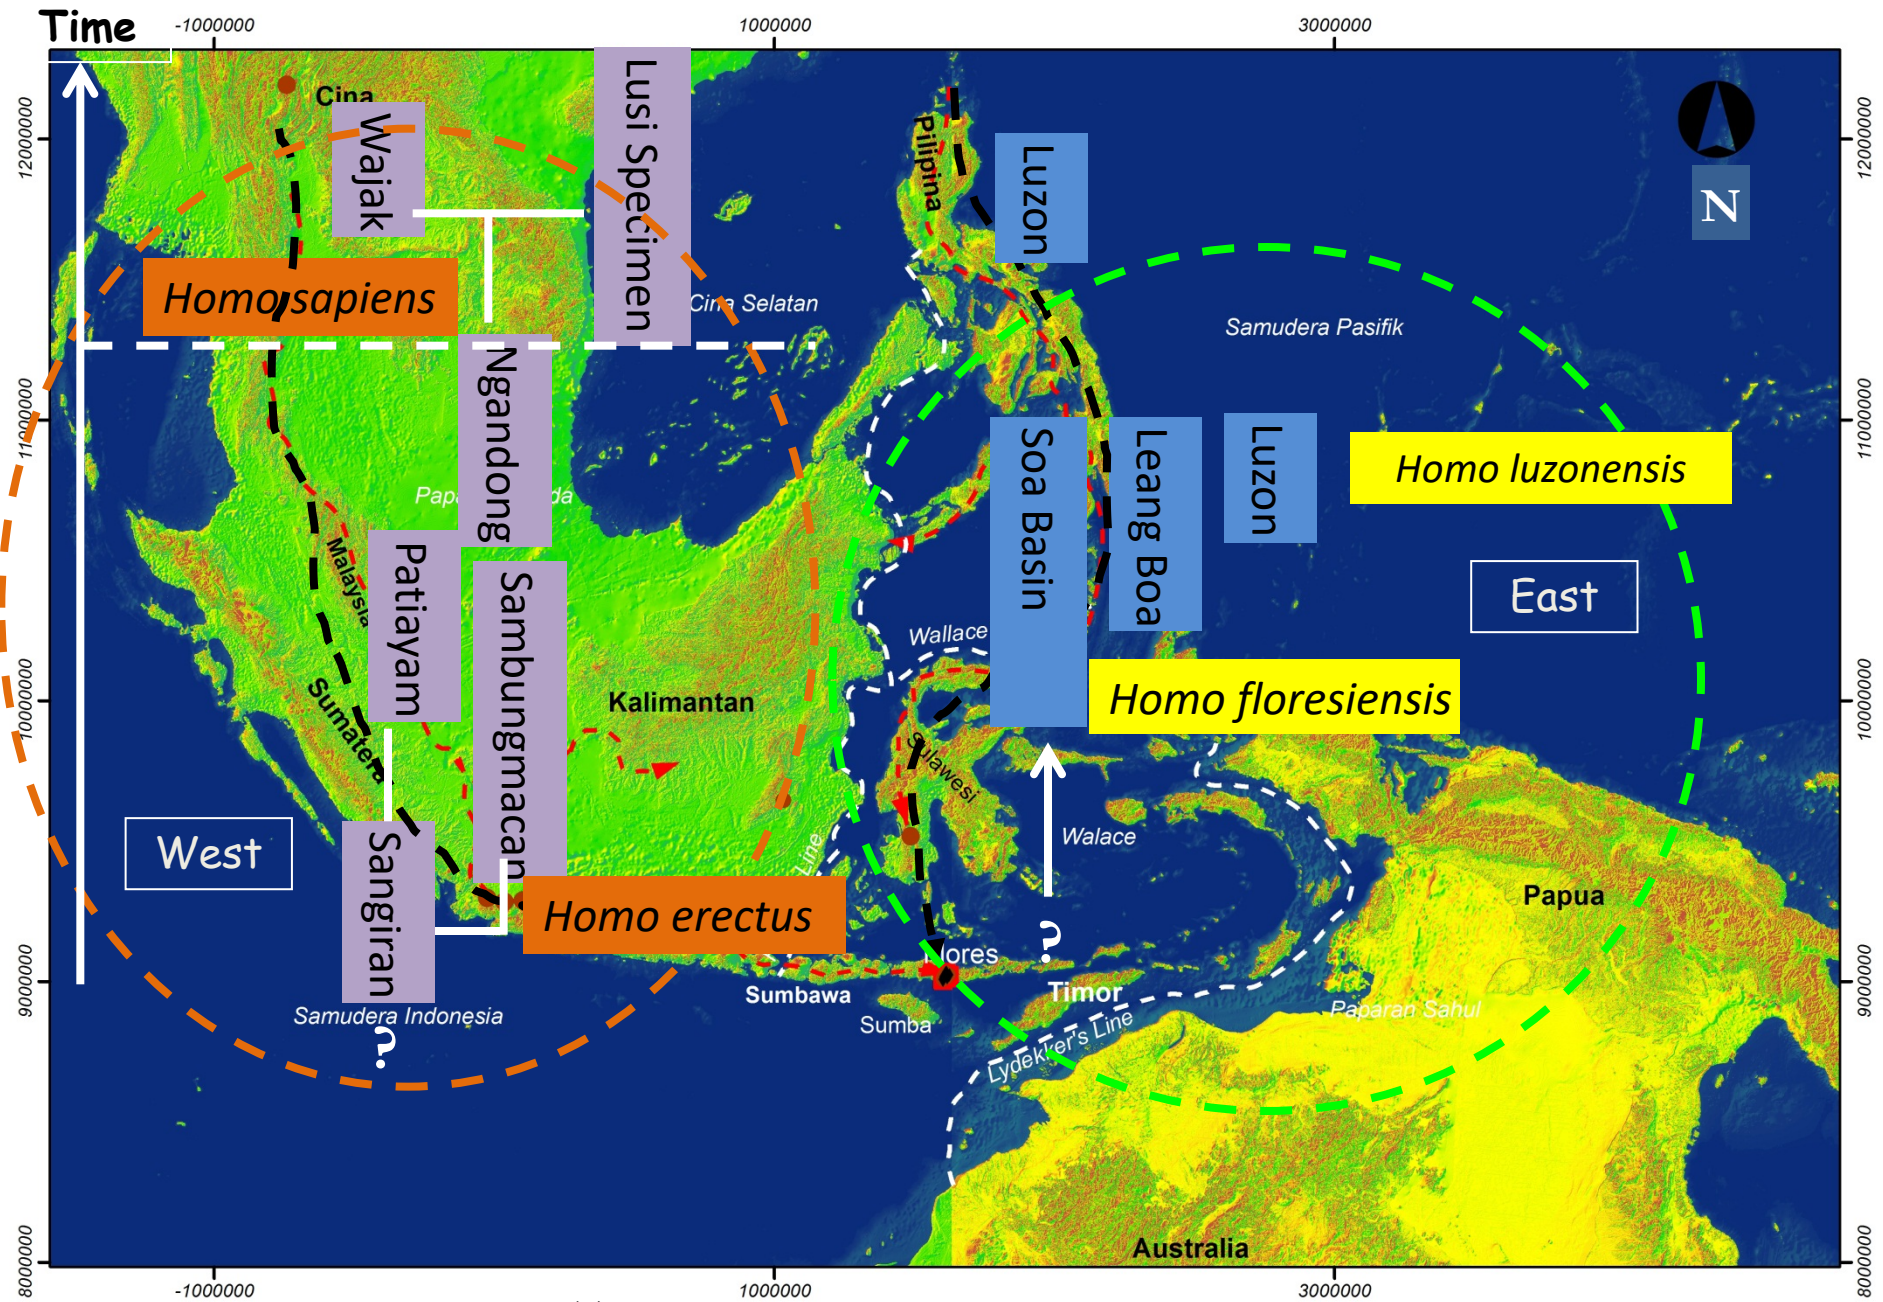 Time
-1000000
1000000
3000000
12000000
11000000
10000000
9000000
8000000
12000000
11000000
10000000
9000000
8000000
-1000000
1000000
3000000
Cina
Wajak
Lusi Specimen
Pilipina
Luzon
N
Homo sapiens
Cina Selatan
Samudera Pasifik
Ngandong
Soa Basin
Leang Boa
Luzon
Homo luzonensis
Malaysia
Patiayam
Sambungmacan
East
Wallace
Sumatera
Kalimantan
Homo floresiensis
Sulawesi
West
Sangiran
Line
Walace
Homo erectus
?
Papua
Flores
Sumbawa
Sumba
Timor
Samudera Indonesia
?
Paparan Sahul
Lydekker's Line
Australia